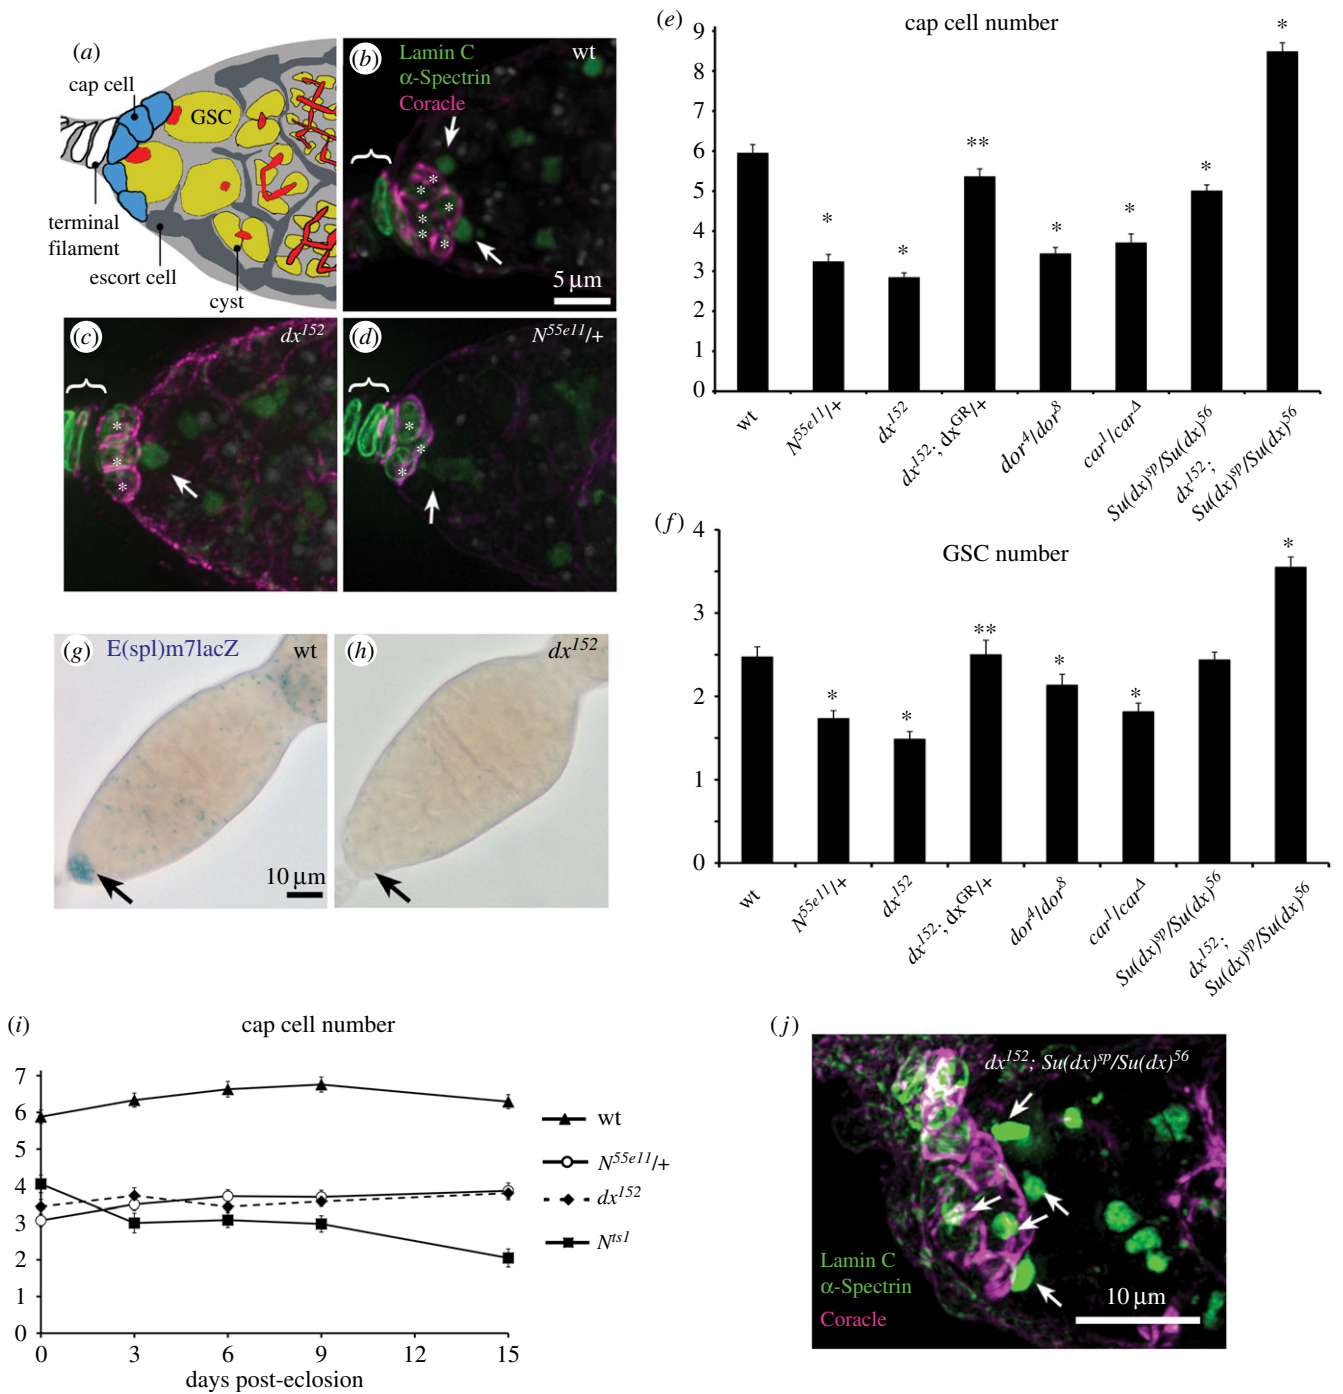 (a)
cap cell
GSC
terminal
filament
escort cell
cyst
(b)
Lamin C
α-Spectrin
Coracle
wt
* * * * * *
5 μm
(c)
dx152
* * *
(d)
N55e11/+
* * *
(e)
cap cell number
9
8
7
6
5
4
3
2
1
0
* * ** * * * *
wt
N55e11/+
dx152
dx152; dxGR/+
dor4/dor8
car1/carΔ
Su(dx)sp/Su(dx)56
dx152;
Su(dx)sp/Su(dx)56
(f)
GSC number
4
3
2
1
0
* * ** * * *
wt
N55e11/+
dx152
dx152; dxGR/+
dor4/dor8
car1/carΔ
Su(dx)sp/Su(dx)56
dx152;
Su(dx)sp/Su(dx)56
(g)
E(spl)m7lacZ
wt
10 μm
(h)
dx152
(i)
cap cell number
7
6
5
4
3
2
1
0
0 3 6 9 12 15
days post-eclosion
wt
N55e11/+
dx152
Nts1
(j)
dx152; Su(dx)sp/Su(dx)56
Lamin C
α-Spectrin
Coracle
10 μm